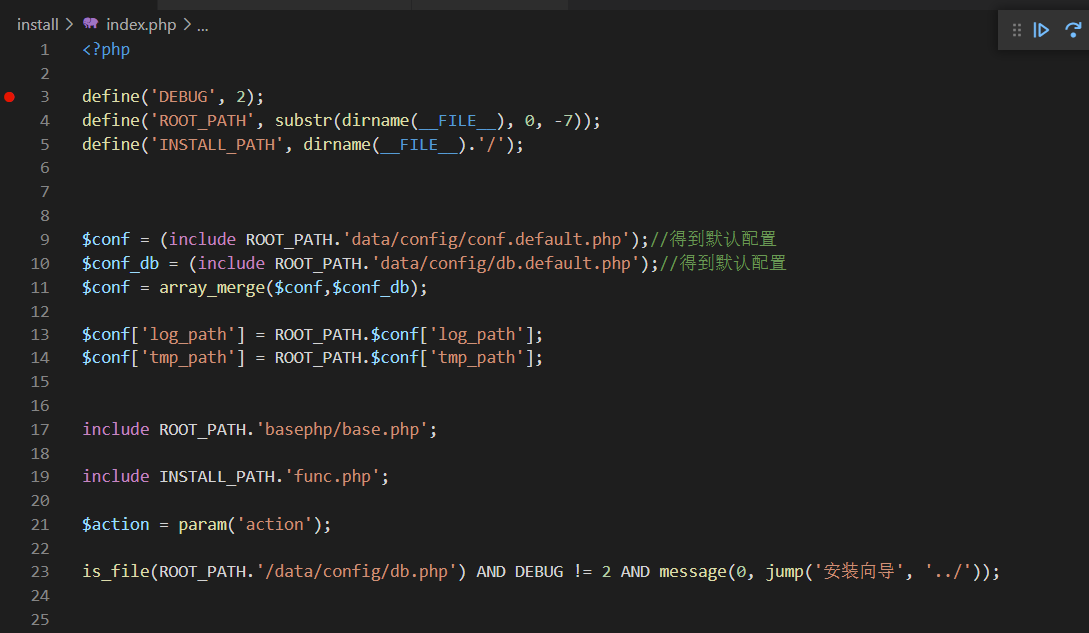 install > index.php > ...
1 <?php
2
3 define('DEBUG', 2);
4 define('ROOT_PATH', substr(dirname(__FILE__), 0, -7));
5 define('INSTALL_PATH', dirname(__FILE__).'/');
6
7
8
9 $conf = (include ROOT_PATH.'data/config/conf.default.php');//得到默认配置
10 $conf_db = (include ROOT_PATH.'data/config/db.default.php');//得到默认配置
11 $conf = array_merge($conf,$conf_db);
12
13 $conf['log_path'] = ROOT_PATH.$conf['log_path'];
14 $conf['tmp_path'] = ROOT_PATH.$conf['tmp_path'];
15
16
17 include ROOT_PATH.'basephp/base.php';
18
19 include INSTALL_PATH.'func.php';
20
21 $action = param('action');
22
23 is_file(ROOT_PATH.'/data/config/db.php') AND DEBUG != 2 AND message(0, jump('安装向导', '../'));
24
25